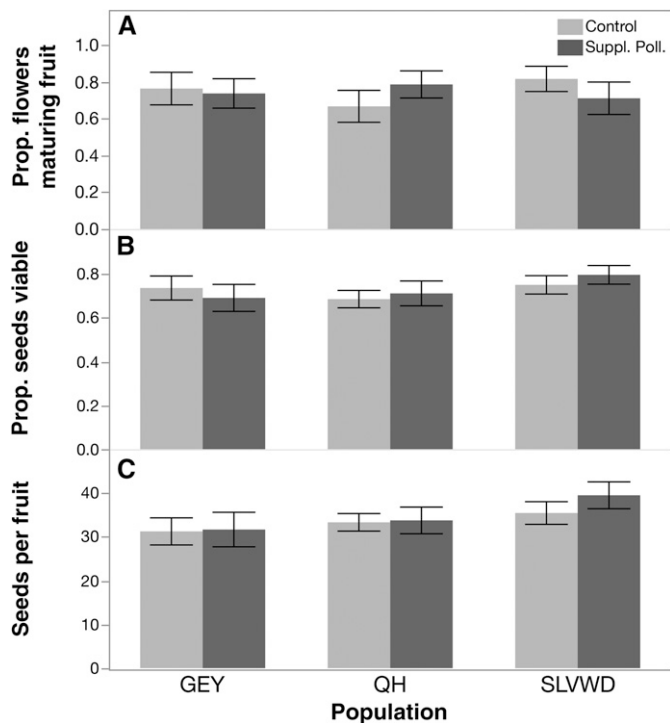 A
Control
Suppl. Poll.
Prop. flowers
maturing fruit
1.0
0.8
0.6
0.4
0.2
0.0
B
Prop. seeds viable
0.8
0.6
0.4
0.2
0.0
C
Seeds per fruit
40
30
20
10
0
GEY QH SLVWD
Population